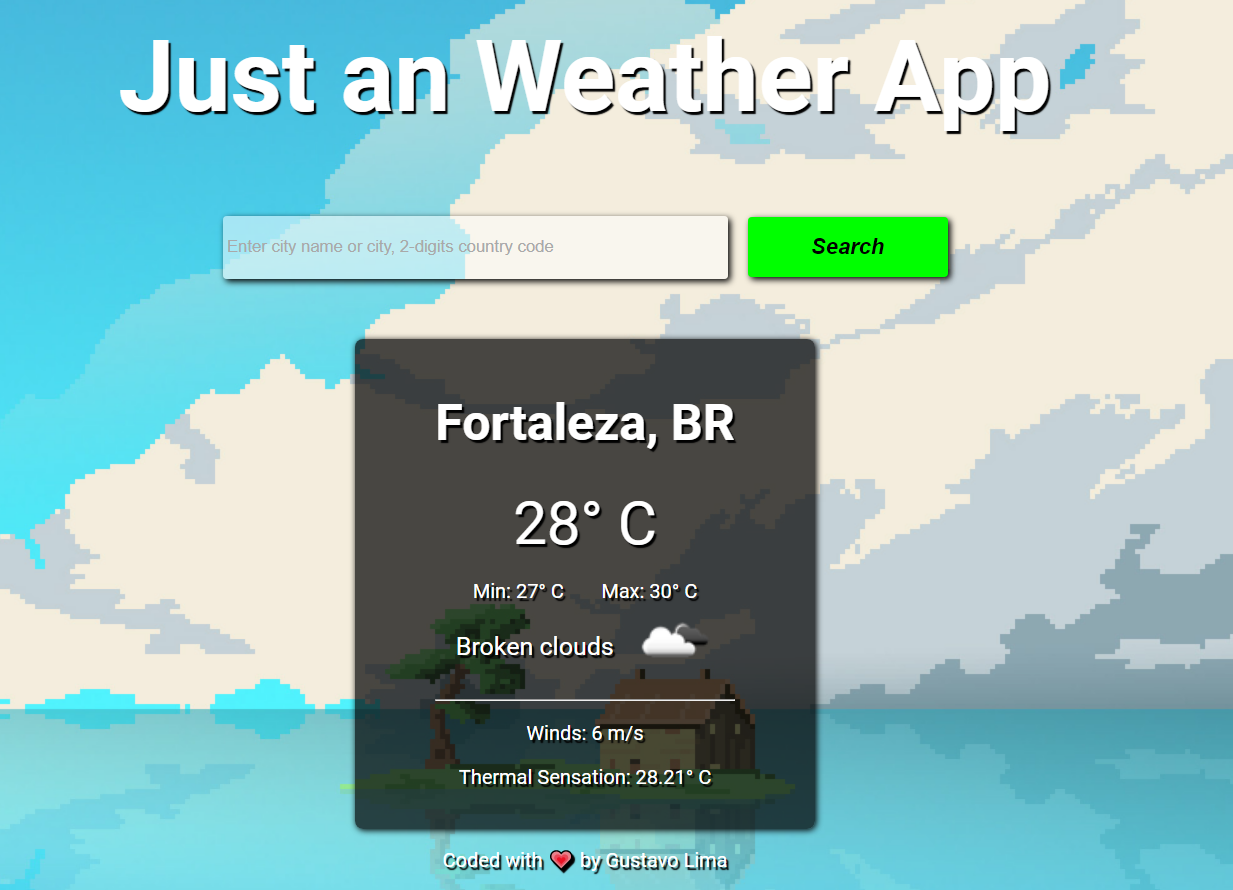 Just an Weather App
Enter city name or city, 2-digits country code
Search
Fortaleza, BR
28° C
Min: 27° C Max: 30° C
Broken clouds
Winds: 6 m/s
Thermal Sensation: 28.21° C
Coded with ❤️ by Gustavo Lima